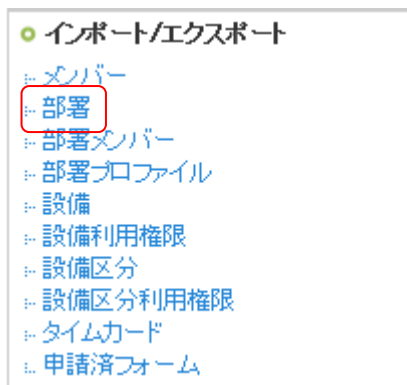 インポート/エクスポート
メンバー
部署
部署メンバー
部署プロファイル
設備
設備利用権限
設備区分
設備区分利用権限
タイムカード
申請済フォーム